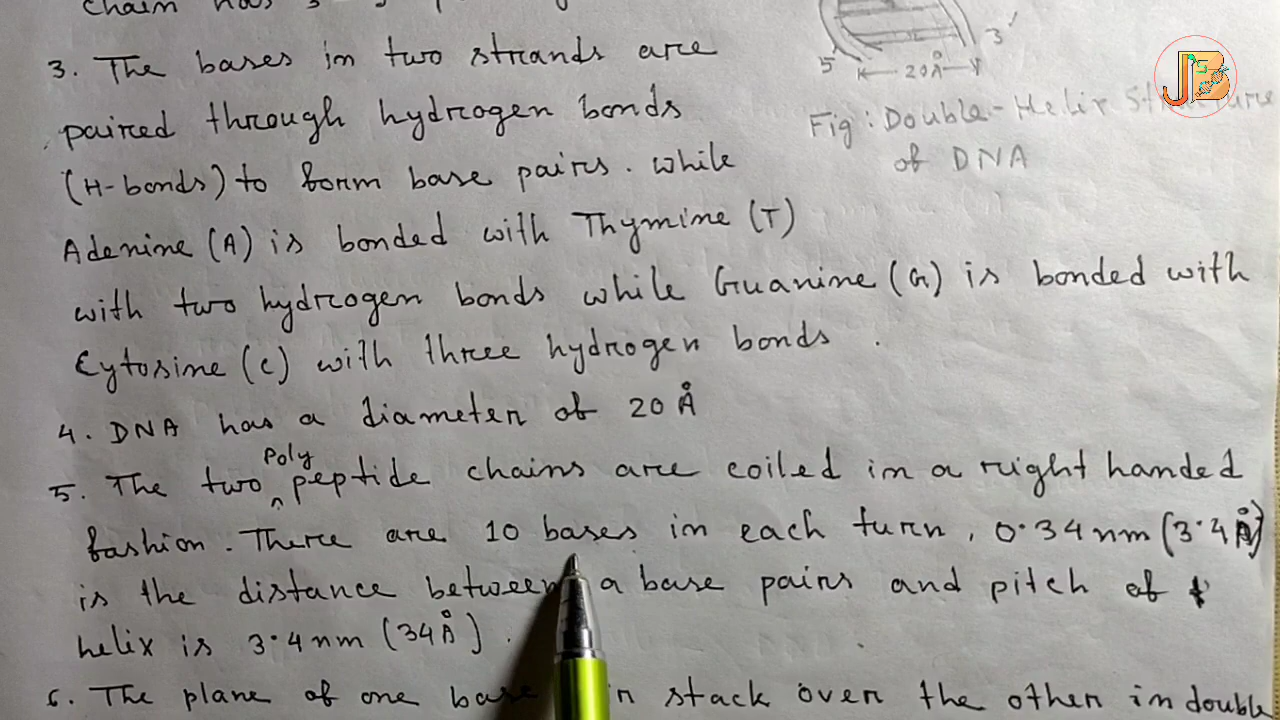 chain has 3
3. The bases in two strands are
paired through hydrogen bonds
(H-bonds) to form base pairs. while
Adenine (A) is bonded with Thymine (T)
with two hydrogen bonds while Guanine (G) is bonded with
Cytosine (C) with three hydrogen bonds.
4. DNA has a diameter of 20 Å
Poly
5. The two peptide chains are coiled in a right handed
fashion. There are 10 bases in each turn, 0.34 nm (3.4 Å)
is the distance between a base pairs and pitch of
helix is 3.4 nm (34 Å).
6. The plane of one base in stack over the other in double
5'
20 Å
3'
Fig: Double-Helix Structure
of DNA
JB